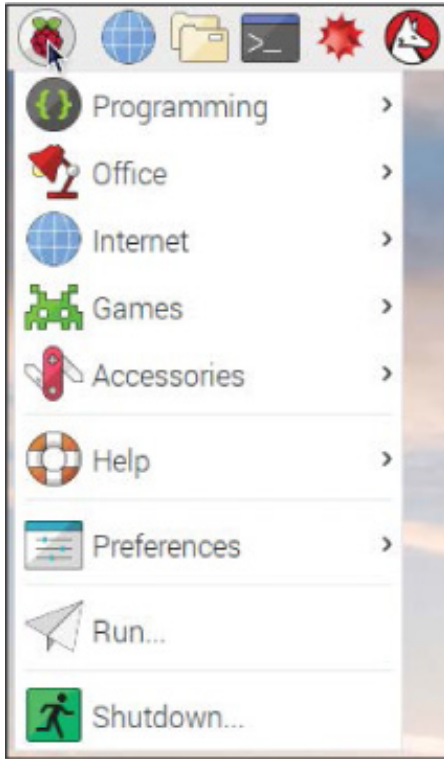 >_
Programming
Office
Internet
Games
Accessories
Help
Preferences
Run...
Shutdown...